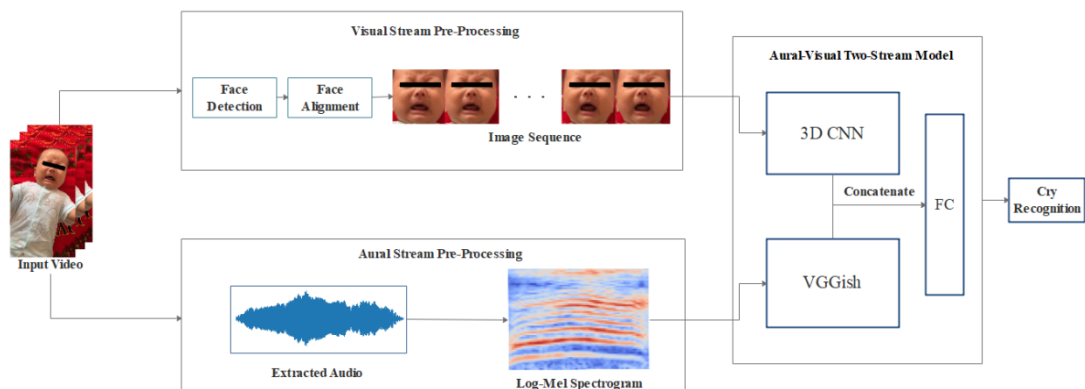 Visual Stream Pre-Processing
Face
Detection
Face
Alignment
. . .
Image Sequence
Input Video
Aural Stream Pre-Processing
Extracted Audio
Log-Mel Spectrogram
Aural-Visual Two-Stream Model
3D CNN
Concatenate
FC
VGGish
Cry
Recognition